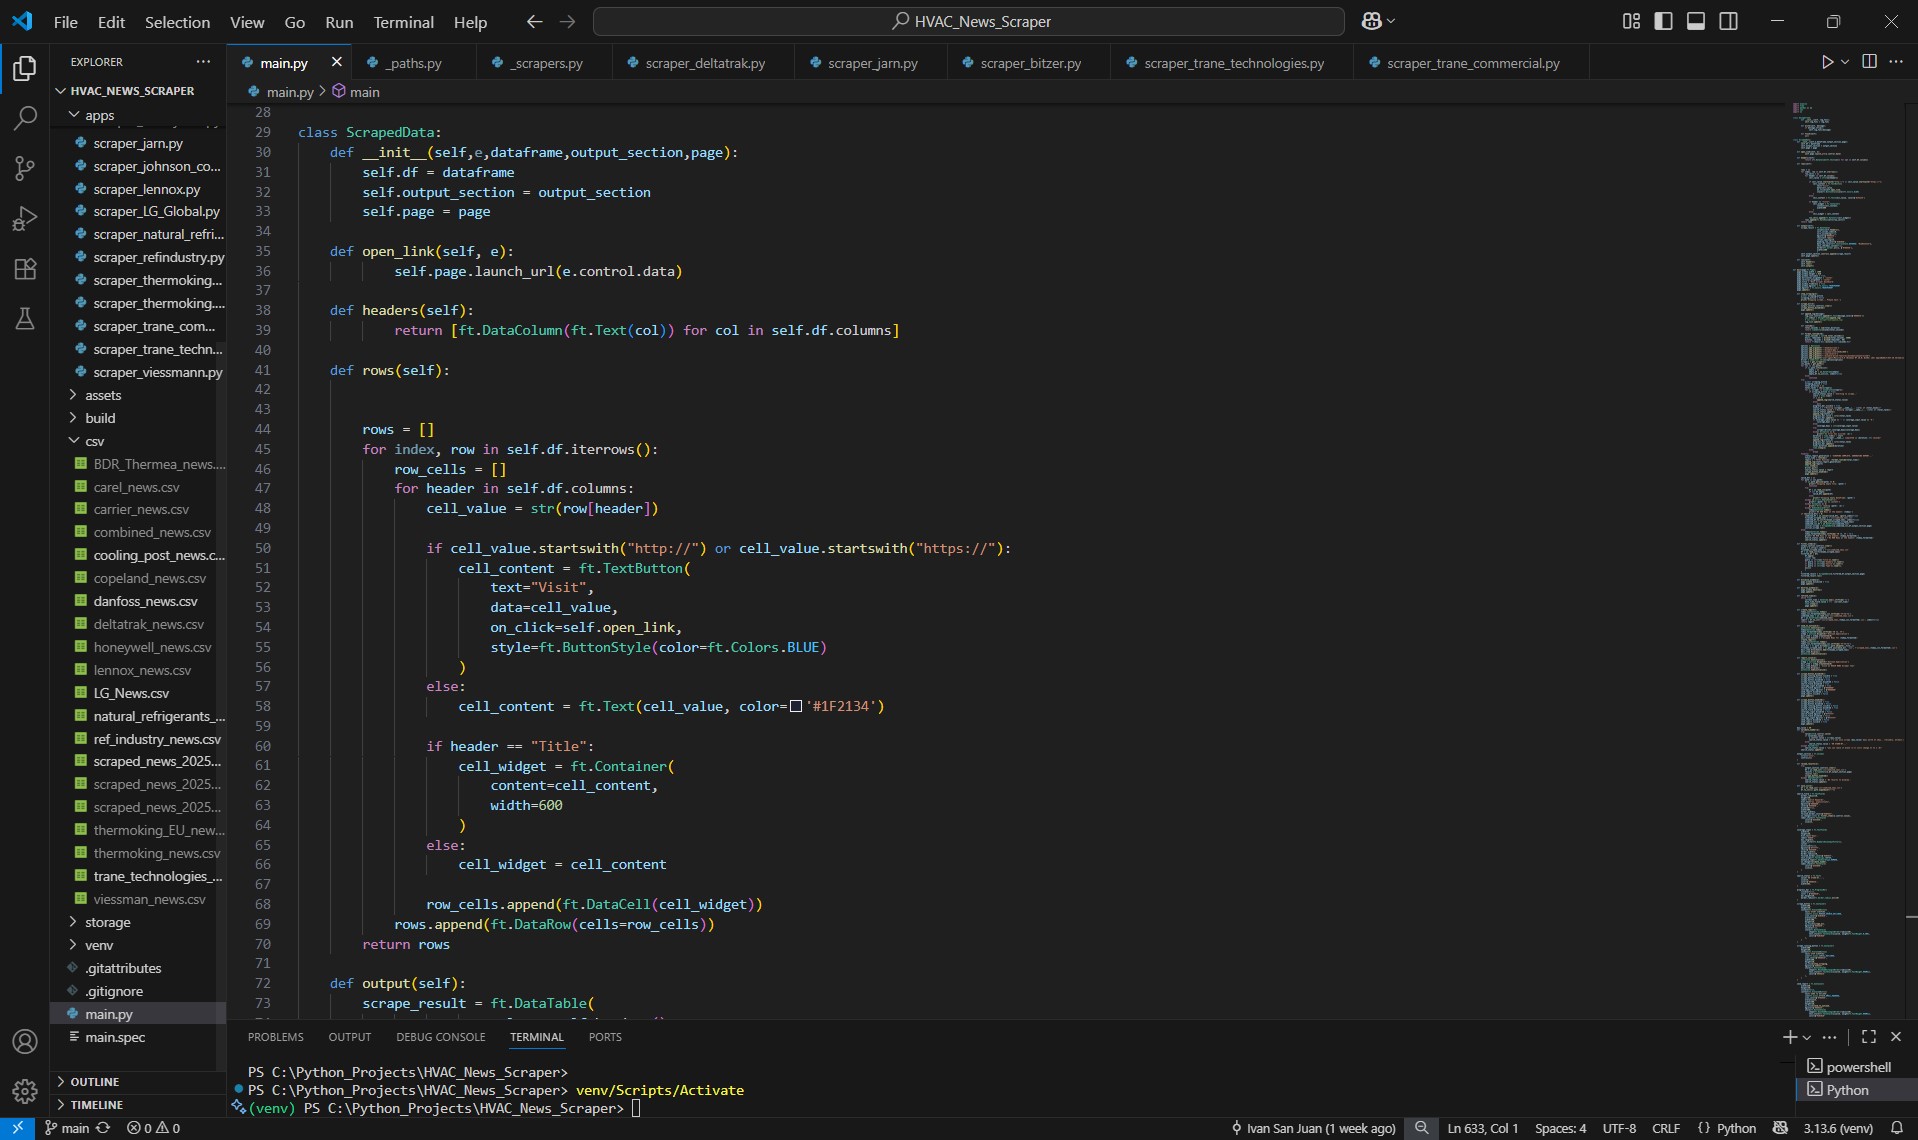 File Edit Selection View Go Run Terminal Help
HVAC_News_Scraper
EXPLORER
HVAC_NEWS_SCRAPER
apps
scraper_jarn.py
scraper_johnson_co...
scraper_lennox.py
scraper_LG_Global.py
scraper_natural_refri...
scraper_refindustry.py
scraper_thermoking...
scraper_thermoking....
scraper_trane_com...
scraper_trane_techn...
scraper_viessmann.py
assets
build
csv
BDR_Thermea_news....
carel_news.csv
carrier_news.csv
combined_news.csv
cooling_post_news.c...
copeland_news.csv
danfoss_news.csv
deltatrak_news.csv
honeywell_news.csv
lennox_news.csv
LG_News.csv
natural_refrigerants_...
ref_industry_news.csv
scraped_news_2025...
scraped_news_2025...
scraped_news_2025...
thermoking_EU_new...
thermoking_news.csv
trane_technologies_...
viessman_news.csv
storage
venv
.gitattributes
.gitignore
main.py
main.spec
OUTLINE
TIMELINE
main.py _paths.py _scrapers.py scraper_deltatrak.py scraper_jarn.py scraper_bitzer.py scraper_trane_technologies.py scraper_trane_commercial.py
main.py > main
28
29 class ScrapedData:
30 def __init__(self,e,dataframe,output_section,page):
31 self.df = dataframe
32 self.output_section = output_section
33 self.page = page
34
35 def open_link(self, e):
36 self.page.launch_url(e.control.data)
37
38 def headers(self):
39 return [ft.DataColumn(ft.Text(col)) for col in self.df.columns]
40
41 def rows(self):
42
43
44 rows = []
45 for index, row in self.df.iterrows():
46 row_cells = []
47 for header in self.df.columns:
48 cell_value = str(row[header])
49
50 if cell_value.startswith("http://") or cell_value.startswith("https://"):
51 cell_content = ft.TextButton(
52 text="Visit",
53 data=cell_value,
54 on_click=self.open_link,
55 style=ft.ButtonStyle(color=ft.Colors.BLUE)
56 )
57 else:
58 cell_content = ft.Text(cell_value, color='#1F2134')
59
60 if header == "Title":
61 cell_widget = ft.Container(
62 content=cell_content,
63 width=600
64 )
65 else:
66 cell_widget = cell_content
67
68 row_cells.append(ft.DataCell(cell_widget))
69 rows.append(ft.DataRow(cells=row_cells))
70 return rows
71
72 def output(self):
73 scrape_result = ft.DataTable(
PROBLEMS OUTPUT DEBUG CONSOLE TERMINAL PORTS
PS C:\Python_Projects\HVAC_News_Scraper>
PS C:\Python_Projects\HVAC_News_Scraper> venv/Scripts/Activate
(venv) PS C:\Python_Projects\HVAC_News_Scraper>
powershell
Python
main 0 0 Ivan San Juan (1 week ago) Ln 633, Col 1 Spaces: 4 UTF-8 CRLF {} Python 3.13.6 (venv)